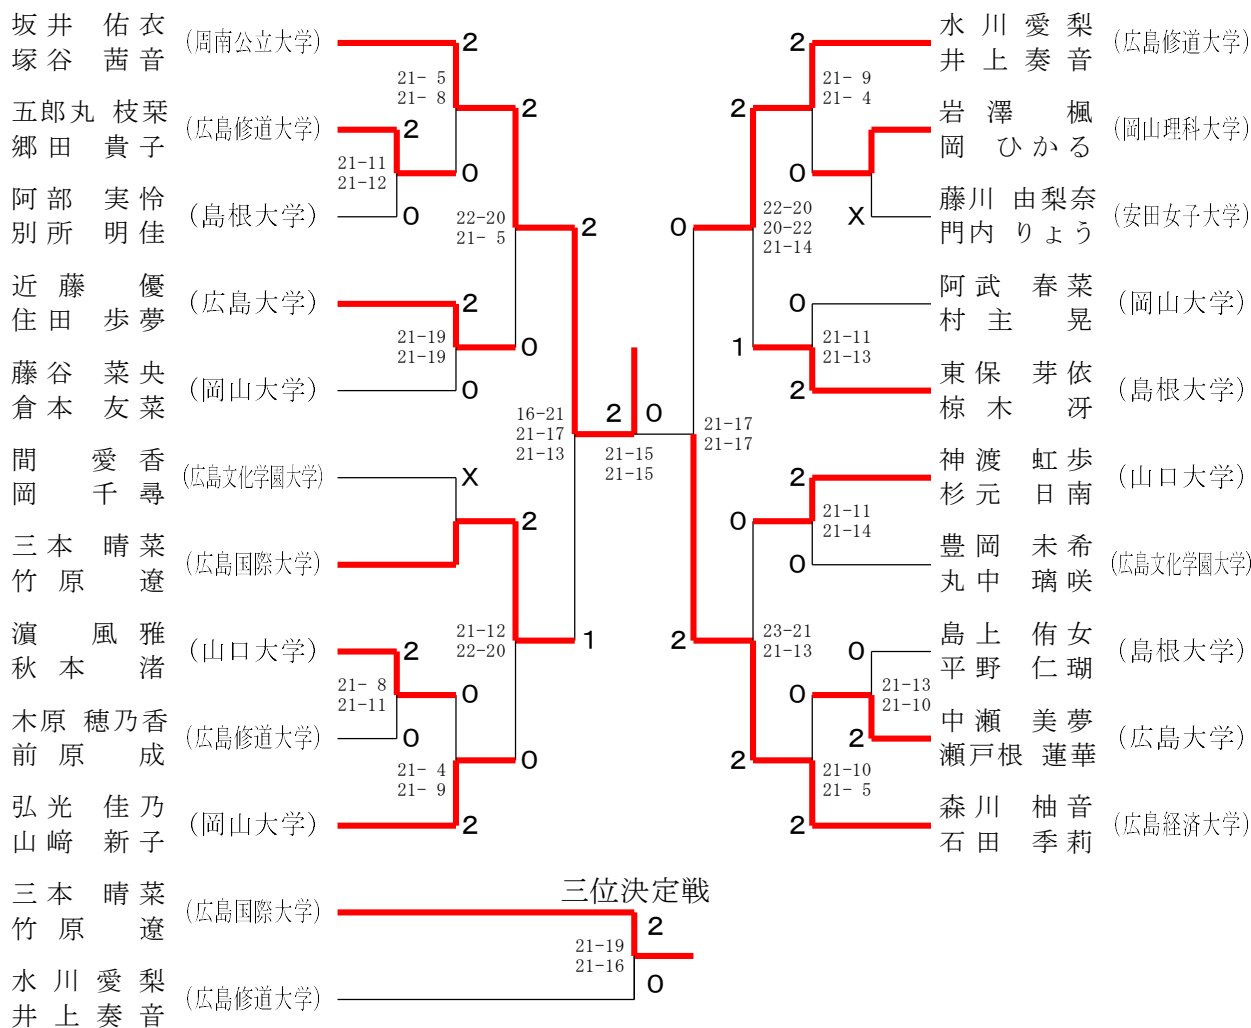 坂井 佑衣
塚谷 茜音
(周南公立大学)
2
21- 5
21- 8
2
五郎丸 枝栞
郷田 貴子
(広島修道大学)
2
21-11
21-12
0
阿部 実怜
別所 明佳
(島根大学)
0
22-20
21- 5
2
近藤 優
住田 歩夢
(広島大学)
2
21-19
21-19
0
藤谷 菜央
倉本 友菜
(岡山大学)
0
16-21
21-17
21-13
間 愛香
岡 千尋
(広島文化学園大学)
X
2
三本 晴菜
竹原 遼
(広島国際大学)
21-12
22-20
1
濵 風雅
秋本 渚
(山口大学)
2
21- 8
21-11
0
木原 穂乃香
前原 成
(広島修道大学)
0
21- 4
21- 9
0
弘光 佳乃
山﨑 新子
(岡山大学)
2
2 0
21-15
21-15
水川愛梨
井上奏音
(広島修道大学)
2
21- 9
21- 4
2
岩澤 楓
岡 ひかる
(岡山理科大学)
0
藤川 由梨奈
門内 りょう
(安田女子大学)
X
22-20
20-22
21-14
0
阿武 春菜
村主 晃
(岡山大学)
0
21-11
21-13
1
東保 芽依
椋木 冴
(島根大学)
2
21-17
21-17
神渡 虹歩
杉元 日南
(山口大学)
2
21-11
21-14
0
豊岡 未希
丸中 璃咲
(広島文化学園大学)
0
23-21
21-13
2
島上 侑女
平野 仁瑚
(島根大学)
0
21-13
21-10
0
中瀬 美夢
瀬戸根 蓮華
(広島大学)
2
21-10
21- 5
2
森川 柚音
石田 季莉
(広島経済大学)
2
三位決定戦
三本 晴菜
竹原 遼
(広島国際大学)
2
21-19
21-16
水川愛梨
井上奏音
(広島修道大学)
0